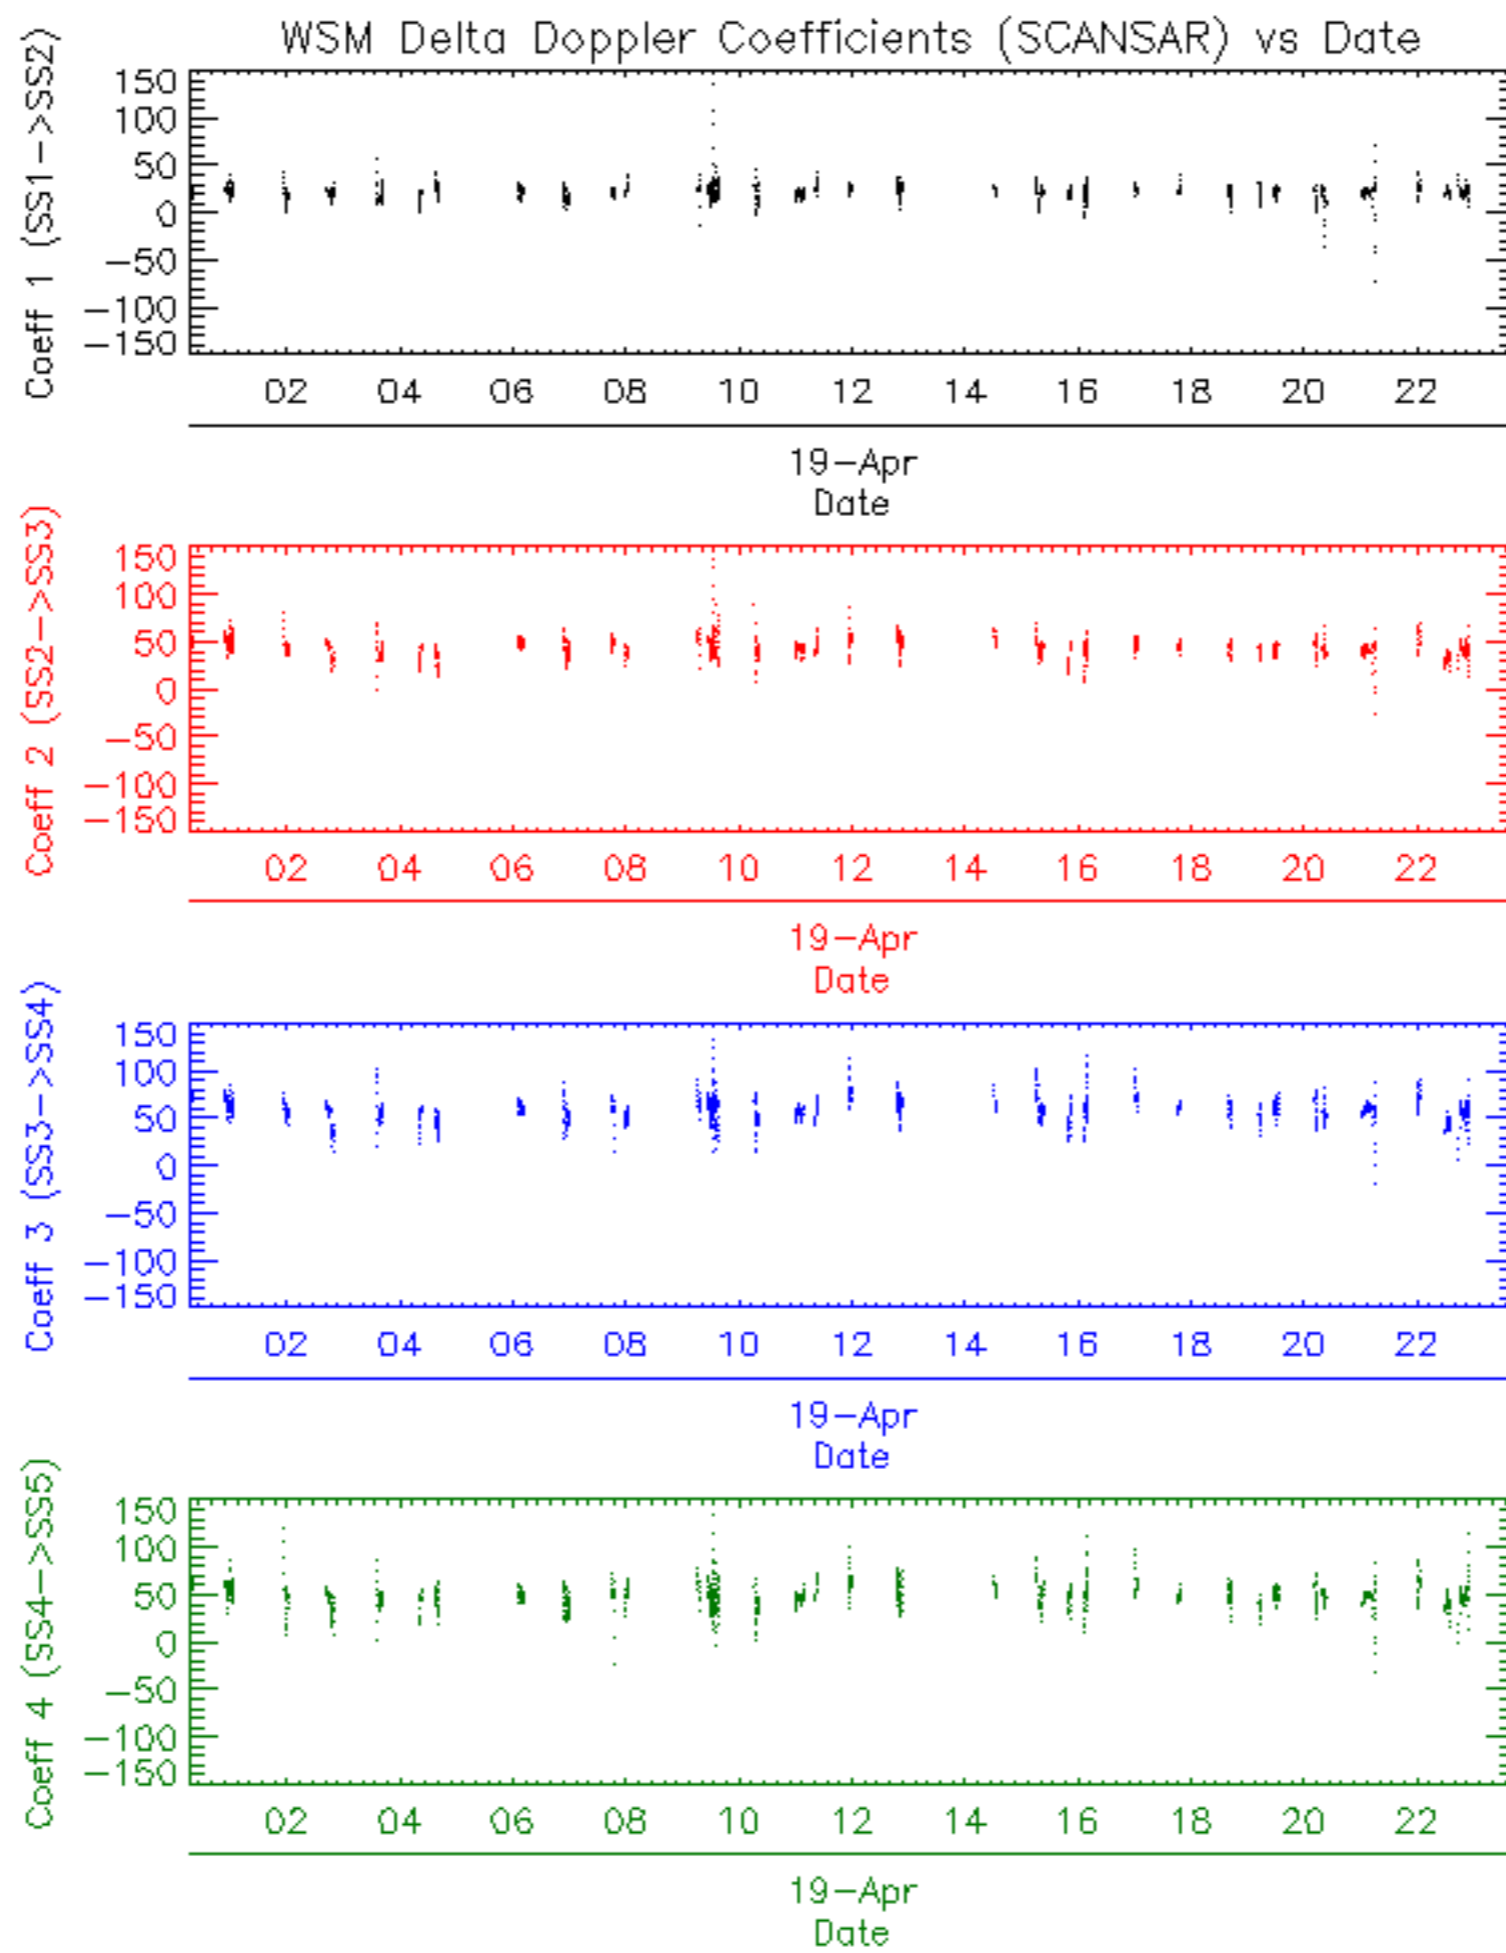 WSM Delta Doppler Coefficients (SCANSAR) vs Date
Coeff 1 (SS1->SS2)
150
100
50
0
-50
-100
-150
02 04 06 08 10 12 14 16 18 20 22
19-Apr
Date
Coeff 2 (SS2->SS3)
150
100
50
0
-50
-100
-150
02 04 06 08 10 12 14 16 18 20 22
19-Apr
Date
Coeff 3 (SS3->SS4)
150
100
50
0
-50
-100
-150
02 04 06 08 10 12 14 16 18 20 22
19-Apr
Date
Coeff 4 (SS4->SS5)
150
100
50
0
-50
-100
-150
02 04 06 08 10 12 14 16 18 20 22
19-Apr
Date